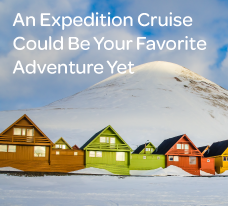 An Expedition Cruise
Could Be Your Favorite
Adventure Yet